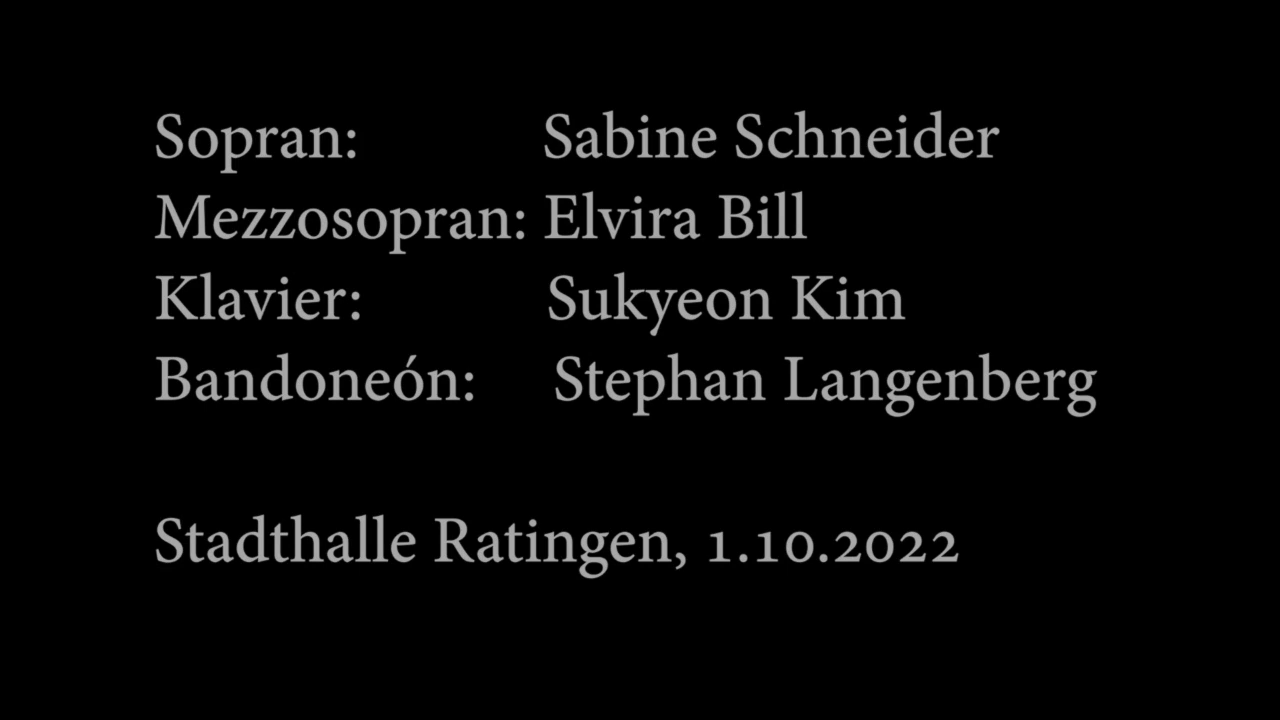 Sopran: Sabine Schneider
Mezzosopran: Elvira Bill
Klavier: Sukyeon Kim
Bandoneón: Stephan Langenberg
Stadthalle Ratingen, 1.10.2022